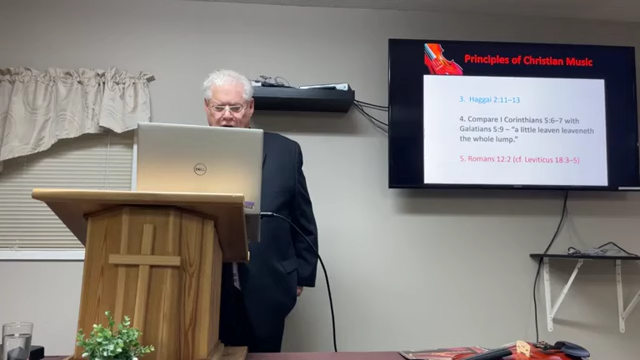 Principles of Christian Music
3. Haggai 2:11–13
4. Compare I Corinthians 5:6–7 with
Galatians 5:9 – "a little leaven leaveneth
the whole lump."
5. Romans 12:2 (cf. Leviticus 18:3–5)
DELL